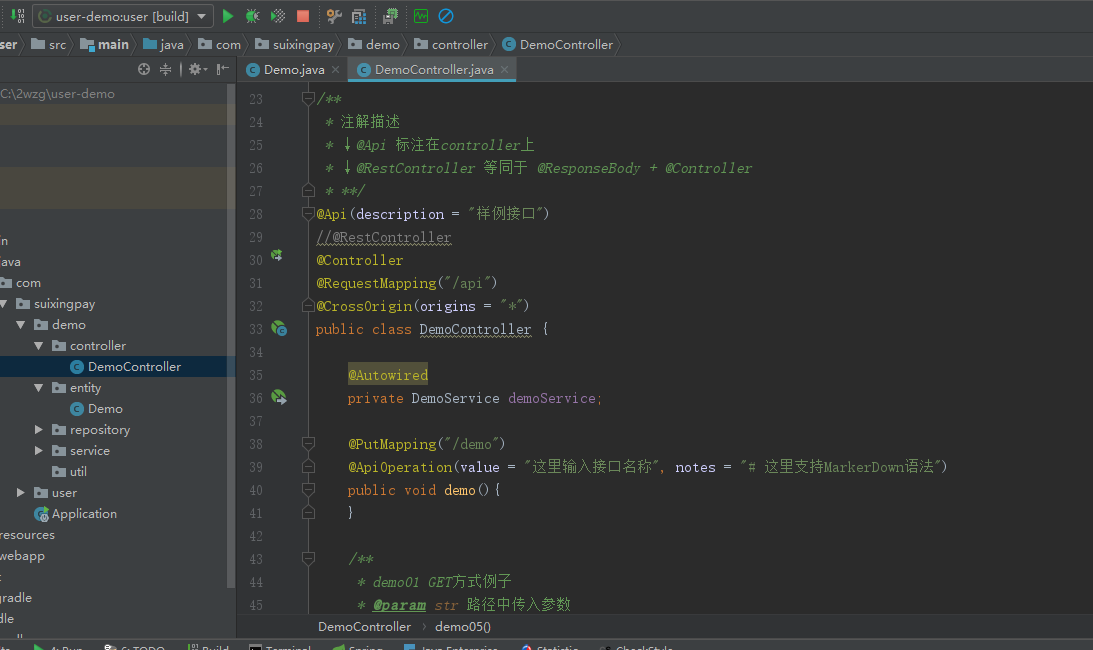 user-demo:user [build]
ser src main java com suixingpay demo controller DemoController
Demo.java DemoController.java
C:\2wzg\user-demo
in
java
com
suixingpay
demo
controller
DemoController
entity
Demo
repository
service
util
user
Application
resources
webapp
23 /**
24 * 注解描述
25 * ↓@Api 标注在controller上
26 * ↓@RestController 等同于 @ResponseBody + @Controller
27 * **/
28 @Api(description = "样例接口")
29 //@RestController
30 @Controller
31 @RequestMapping("/api")
32 @CrossOrigin(origins = "*")
33 public class DemoController {
34
35 @Autowired
36 private DemoService demoService;
37
38 @PutMapping("/demo")
39 @ApiOperation(value = "这里输入接口名称", notes = "# 这里支持MarkerDown语法")
40 public void demo(){
41 }
42
43 /**
44 * demo01 GET方式例子
45 * @param str 路径中传入参数
DemoController › demo05()
4: Run 6: TODO Build Terminal Spring Java Enterprise Statistic CheckStyle